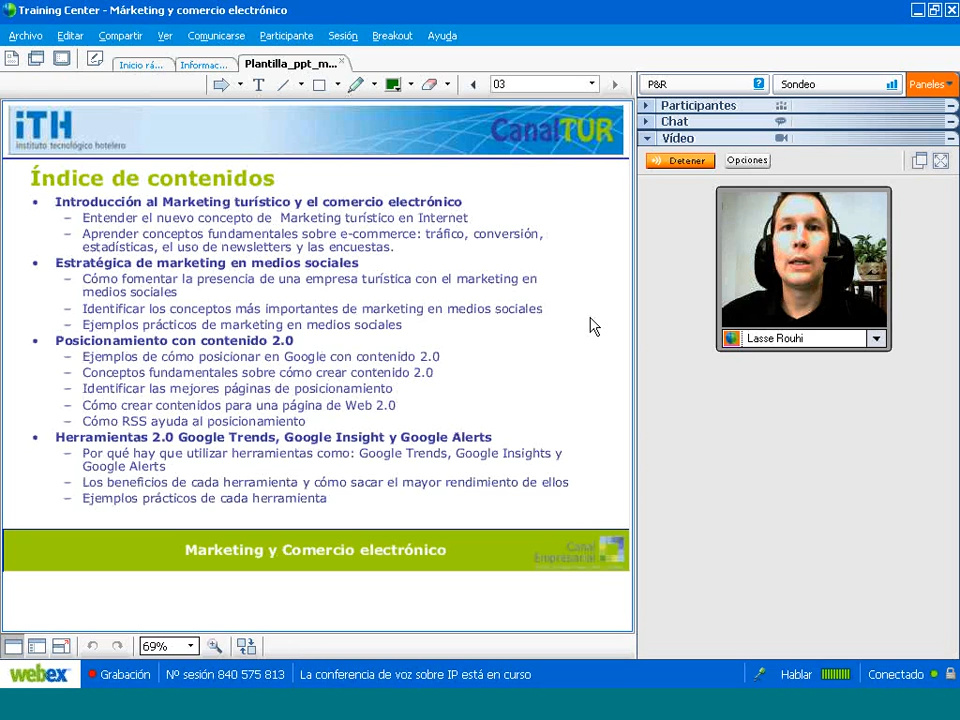 Training Center - Márketing y comercio electrónico
Archivo Editar Compartir Ver Comunicarse Participante Sesión Breakout Ayuda
Inicio rá... Informac... Plantilla_ppt_m...
T 03
P&R Sondeo Paneles
Participantes
Chat
Vídeo
Detener Opciones
Lasse Rouhi
iTH
instituto tecnológico hotelero
CanalTUR
Índice de contenidos
• Introducción al Marketing turístico y el comercio electrónico
– Entender el nuevo concepto de Marketing turístico en Internet
– Aprender conceptos fundamentales sobre e-commerce: tráfico, conversión,
estadísticas, el uso de newsletters y las encuestas.
• Estratégica de marketing en medios sociales
– Cómo fomentar la presencia de una empresa turística con el marketing en
medios sociales
– Identificar los conceptos más importantes de marketing en medios sociales
– Ejemplos prácticos de marketing en medios sociales
• Posicionamiento con contenido 2.0
– Ejemplos de cómo posicionar en Google con contenido 2.0
– Conceptos fundamentales sobre cómo crear contenido 2.0
– Identificar las mejores páginas de posicionamiento
– Cómo crear contenidos para una página de Web 2.0
– Cómo RSS ayuda al posicionamiento
• Herramientas 2.0 Google Trends, Google Insight y Google Alerts
– Por qué hay que utilizar herramientas como: Google Trends, Google Insights y
Google Alerts
– Los beneficios de cada herramienta y cómo sacar el mayor rendimiento de ellos
– Ejemplos prácticos de cada herramienta
Marketing y Comercio electrónico
Canal
Empresarial
69%
webex Grabación Nº sesión 840 575 813 La conferencia de voz sobre IP está en curso Hablar Conectado